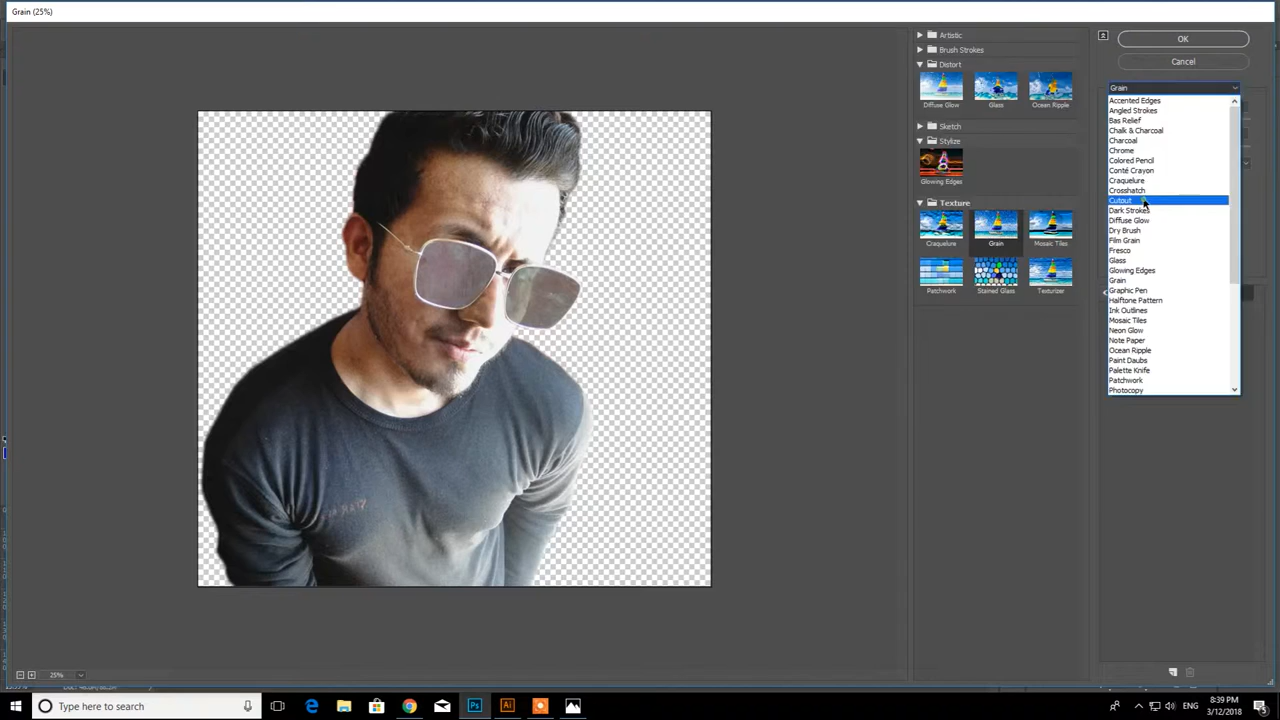 Grain (25%)
Artistic
Brush Strokes
Distort
Diffuse Glow
Glass
Ocean Ripple
Sketch
Stylize
Glowing Edges
Texture
Craquelure
Grain
Mosaic Tiles
Patchwork
Stained Glass
Texturizer
OK
Cancel
Grain
Accented Edges
Angled Strokes
Bas Relief
Chalk & Charcoal
Charcoal
Chrome
Colored Pencil
Conté Crayon
Craquelure
Crosshatch
Cutout
Dark Strokes
Diffuse Glow
Dry Brush
Film Grain
Fresco
Glass
Glowing Edges
Grain
Graphic Pen
Halftone Pattern
Ink Outlines
Mosaic Tiles
Neon Glow
Note Paper
Ocean Ripple
Paint Daubs
Palette Knife
Patchwork
Photocopy
25%
Type here to search
Ps
Ai
ENG
8:39 PM
3/12/2018
5